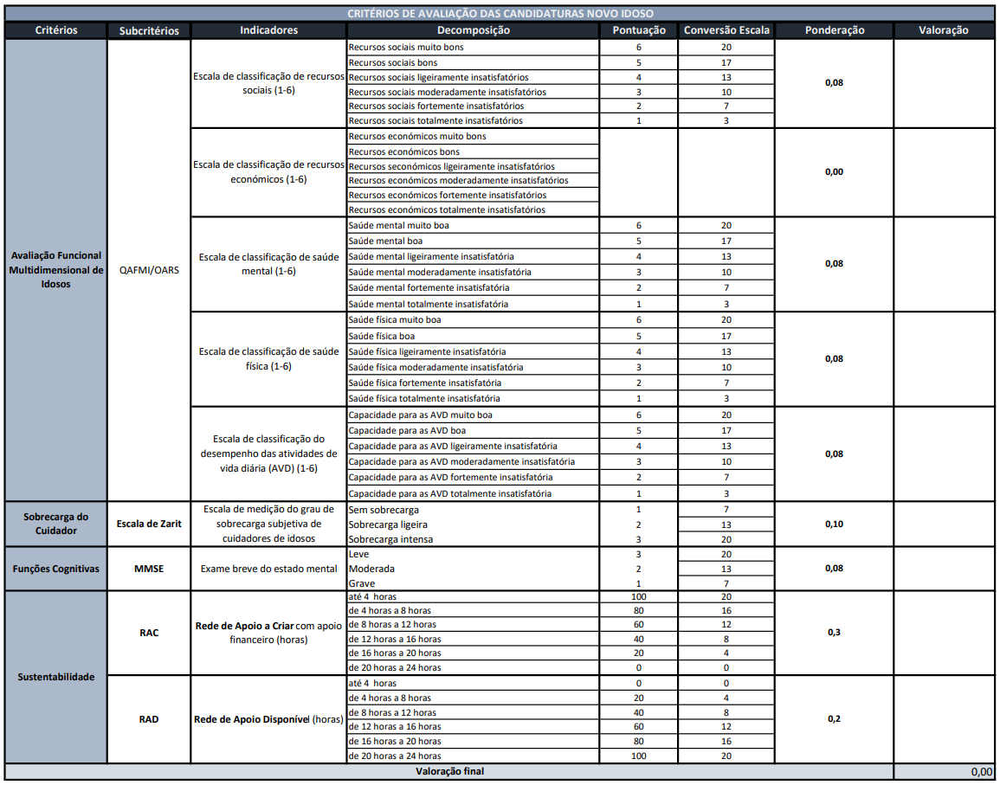 CRITÉRIOS DE AVALIAÇÃO DAS CANDIDATURAS NOVO IDOSO
Critérios Subcritérios Indicadores Decomposição Pontuação Conversão Escala Ponderação Valoração
Avaliação Funcional
Multidimensional de
Idosos
QAFMI/OARS
Escala de classificação de recursos
sociais (1-6)
Recursos sociais muito bons 6 20
Recursos sociais bons 5 17
Recursos sociais ligeiramente insatisfatórios 4 13
Recursos sociais moderadamente insatisfatórios 3 10
Recursos sociais fortemente insatisfatórios 2 7
Recursos sociais totalmente insatisfatórios 1 3
0,08
Escala de classificação de recursos
económicos (1-6)
Recursos económicos muito bons
Recursos económicos bons
Recursos seconómicos ligeiramente insatisfatórios
Recursos económicos moderadamente insatisfatórios
Recursos económicos fortemente insatisfatórios
Recursos económicos totalmente insatisfatórios
0,00
Escala de classificação de saúde
mental (1-6)
Saúde mental muito boa 6 20
Saúde mental boa 5 17
Saúde mental ligeiramente insatisfatória 4 13
Saúde mental moderadamente insatisfatória 3 10
Saúde mental fortemente insatisfatória 2 7
Saúde mental totalmente insatisfatória 1 3
0,08
Escala de classificação de saúde
física (1-6)
Saúde física muito boa 6 20
Saúde física boa 5 17
Saúde física ligeiramente insatisfatória 4 13
Saúde física moderadamente insatisfatória 3 10
Saúde física fortemente insatisfatória 2 7
Saúde física totalmente insatisfatória 1 3
0,08
Escala de classificação do
desempenho das atividades de
vida diária (AVD) (1-6)
Capacidade para as AVD muito boa 6 20
Capacidade para as AVD boa 5 17
Capacidade para as AVD ligeiramente insatisfatória 4 13
Capacidade para as AVD moderadamente insatisfatória 3 10
Capacidade para as AVD fortemente insatisfatória 2 7
Capacidade para as AVD totalmente insatisfatória 1 3
0,08
Sobrecarga do
Cuidador
Escala de Zarit
Escala de medição do grau de
sobrecarga subjetiva de
cuidadores de idosos
Sem sobrecarga 1 7
Sobrecarga ligeira 2 13
Sobrecarga intensa 3 20
0,10
Funções Cognitivas
MMSE
Exame breve do estado mental
Leve 3 20
Moderada 2 13
Grave 1 7
0,08
Sustentabilidade
RAC
Rede de Apoio a Criar com apoio
financeiro (horas)
até 4 horas 100 20
de 4 horas a 8 horas 80 16
de 8 horas a 12 horas 60 12
de 12 horas a 16 horas 40 8
de 16 horas a 20 horas 20 4
de 20 horas a 24 horas 0 0
0,3
RAD
Rede de Apoio Disponível (horas)
até 4 horas 0 0
de 4 horas a 8 horas 20 4
de 8 horas a 12 horas 40 8
de 12 horas a 16 horas 60 12
de 16 horas a 20 horas 80 16
de 20 horas a 24 horas 100 20
0,2
Valoração final 0,00